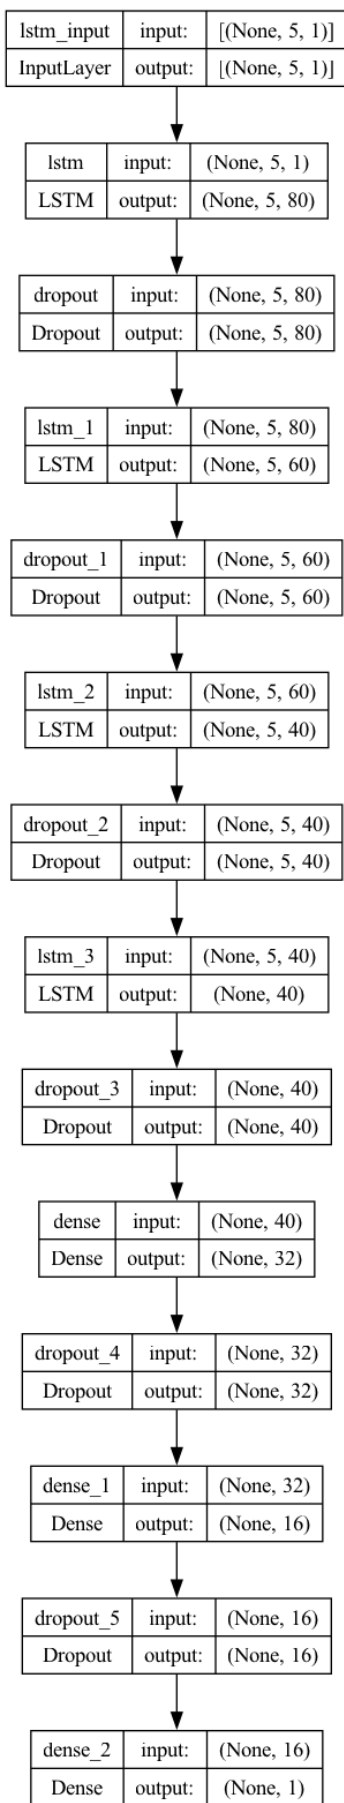 lstm_input input: [(None, 5, 1)]
InputLayer output: [(None, 5, 1)]
lstm input: (None, 5, 1)
LSTM output: (None, 5, 80)
dropout input: (None, 5, 80)
Dropout output: (None, 5, 80)
lstm_1 input: (None, 5, 80)
LSTM output: (None, 5, 60)
dropout_1 input: (None, 5, 60)
Dropout output: (None, 5, 60)
lstm_2 input: (None, 5, 60)
LSTM output: (None, 5, 40)
dropout_2 input: (None, 5, 40)
Dropout output: (None, 5, 40)
lstm_3 input: (None, 5, 40)
LSTM output: (None, 40)
dropout_3 input: (None, 40)
Dropout output: (None, 40)
dense input: (None, 40)
Dense output: (None, 32)
dropout_4 input: (None, 32)
Dropout output: (None, 32)
dense_1 input: (None, 32)
Dense output: (None, 16)
dropout_5 input: (None, 16)
Dropout output: (None, 16)
dense_2 input: (None, 16)
Dense output: (None, 1)